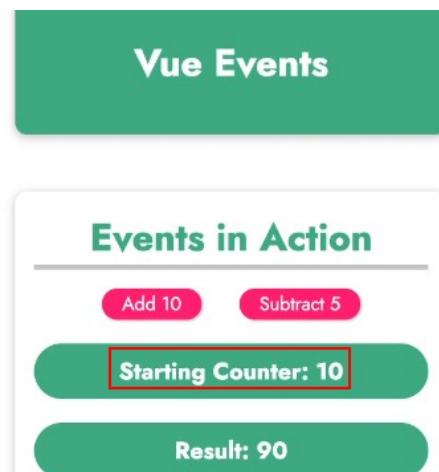 Vue Events
Events in Action
Add 10 Subtract 5
Starting Counter: 10
Result: 90